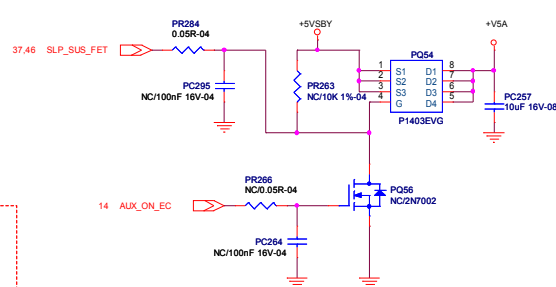 PR284
0.05R-04
37,46 SLP_SUS_FET
PC295
NC/100nF 16V-04
+5VSBY
PR263
NC/10K 1%-04
PQ54
1 S1 D1 8
2 S2 D2 7
3 S3 D3 6
4 G D4 5
P1403EVG
+V5A
PC257
10uF 16V-08
PR266
NC/0.05R-04
14 AUX_ON_EC
PC264
NC/100nF 16V-04
PQ56
NC/2N7002